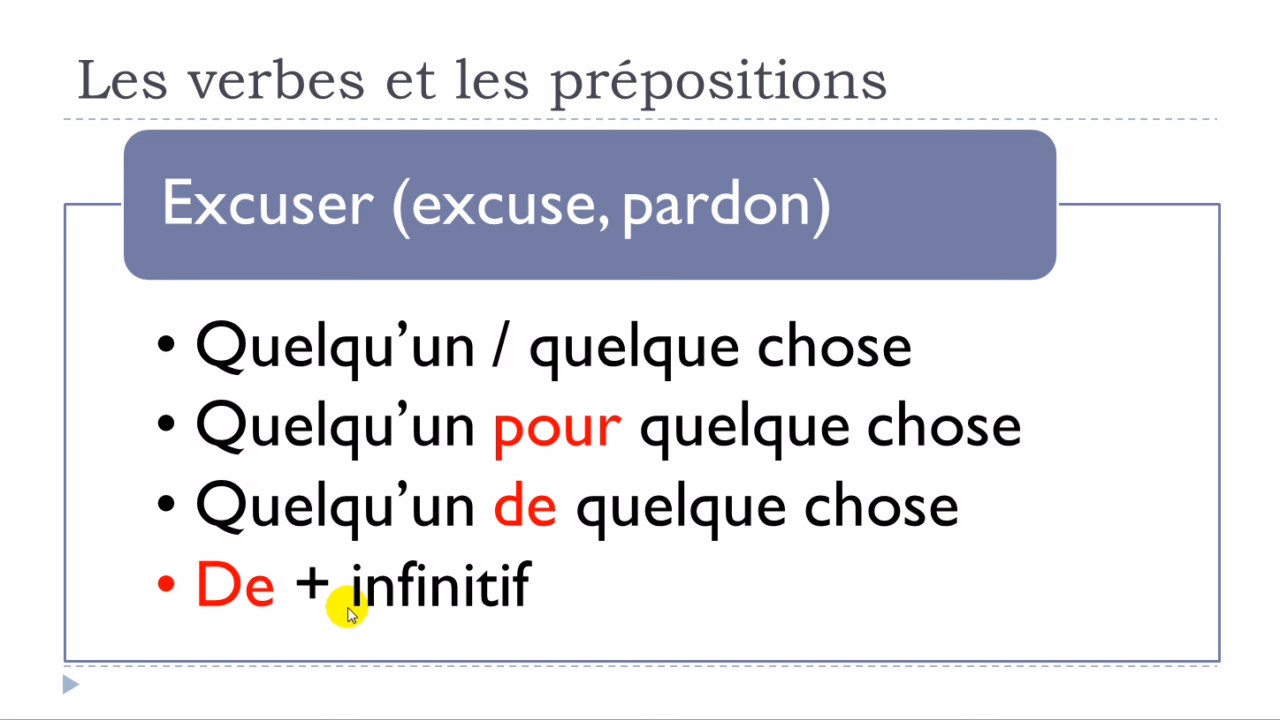 Les verbes et les prépositions
Excuser (excuse, pardon)
• Quelqu’un / quelque chose
• Quelqu’un pour quelque chose
• Quelqu’un de quelque chose
• De + infinitif